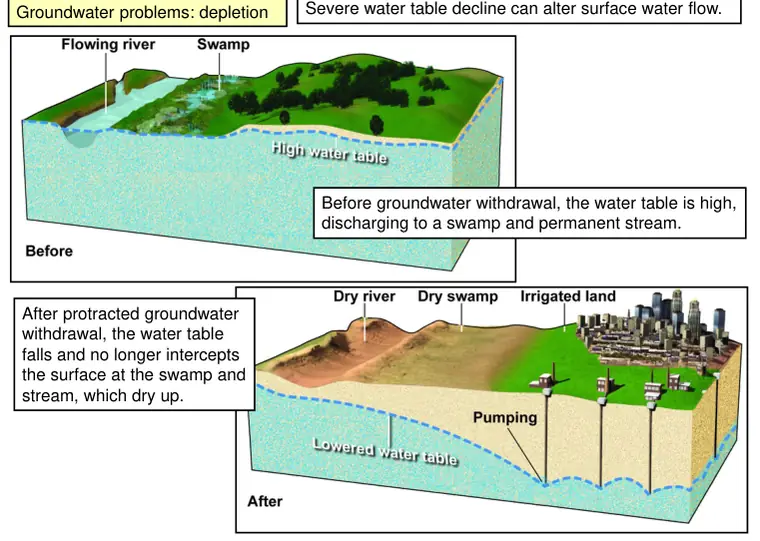 Groundwater problems: depletion
Severe water table decline can alter surface water flow.
Flowing river
Swamp
High water table
Before groundwater withdrawal, the water table is high,
discharging to a swamp and permanent stream.
Before
After protracted groundwater
withdrawal, the water table
falls and no longer intercepts
the surface at the swamp and
stream, which dry up.
Dry river
Dry swamp
Irrigated land
Pumping
Lowered water table
After